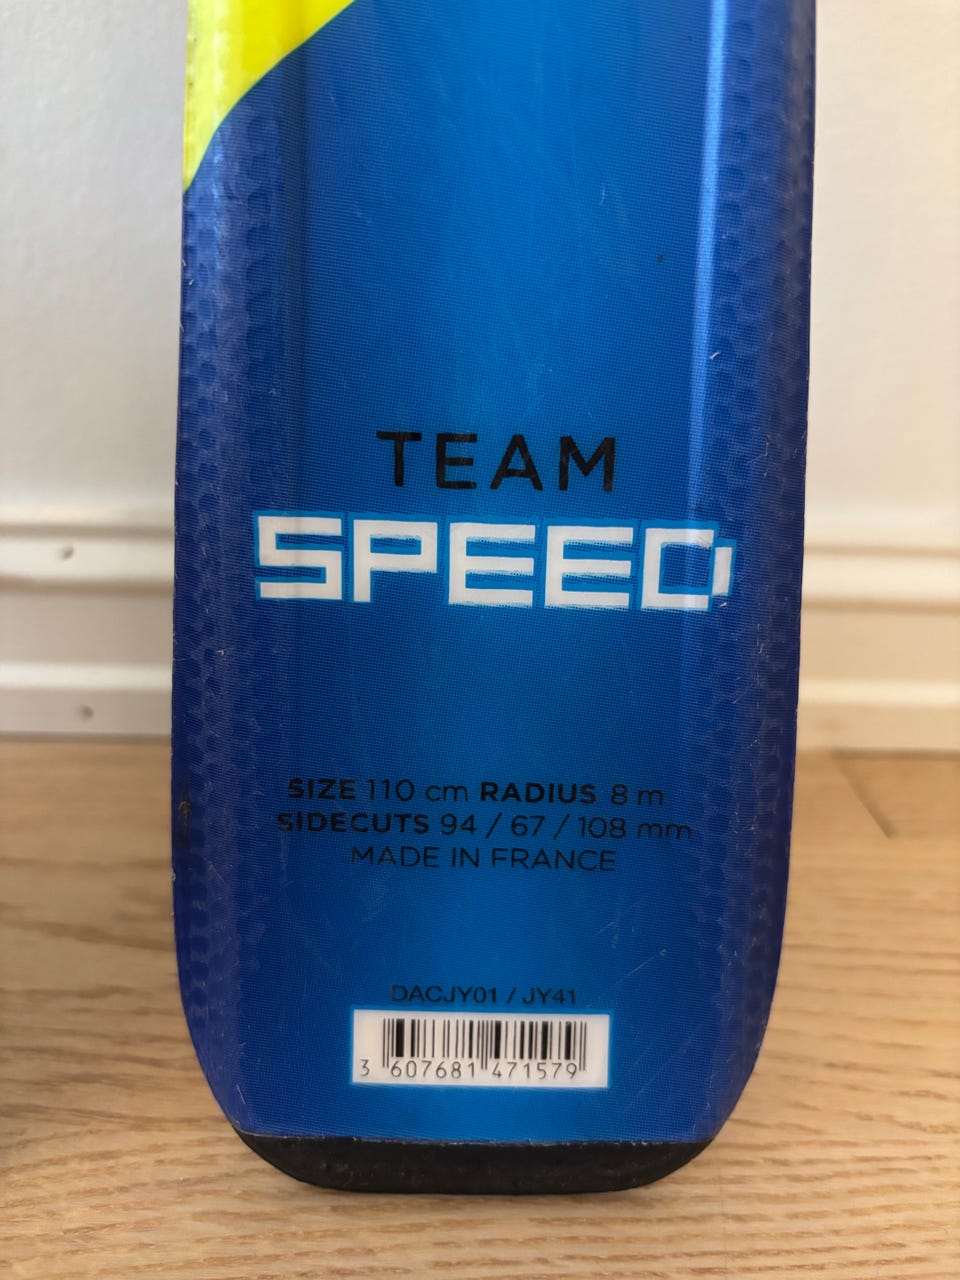 TEAM
SPEED
SIZE 110 cm RADIUS 8 m
SIDECUTS 94 / 67 / 108 mm
MADE IN FRANCE
DACJY01 / JY41
3 607681 471579